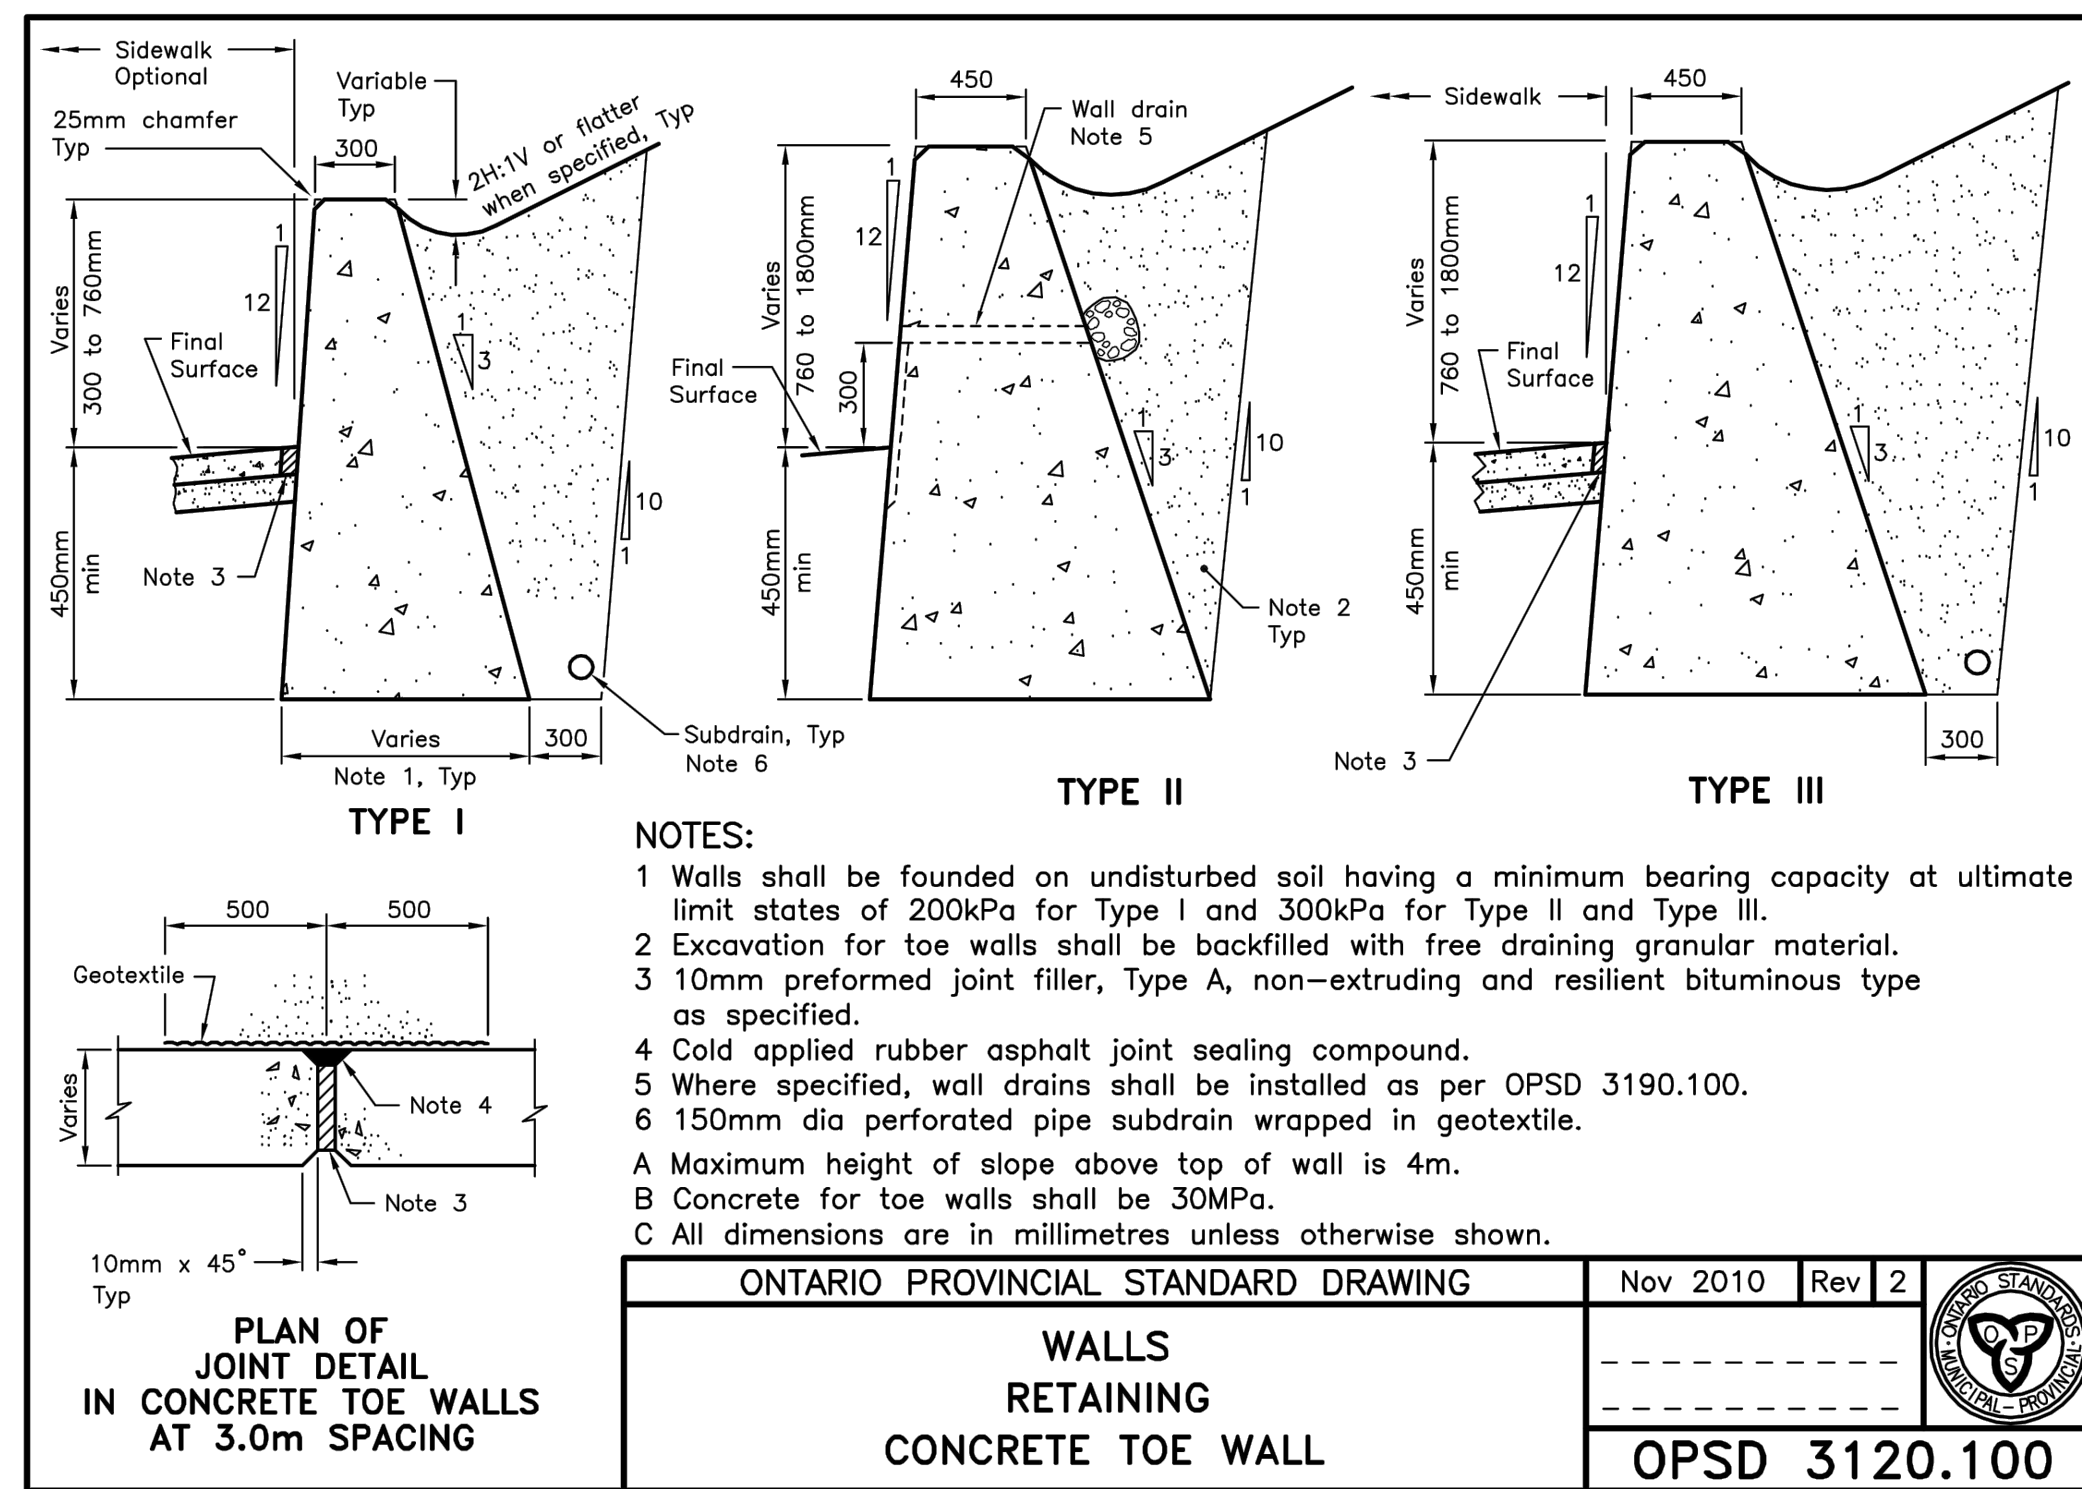 Sidewalk
Optional
25mm chamfer
Typ
Variable
Typ
300
2H:1V or flatter
when specified, Typ
Varies
300 to 760mm
1
12
Final
Surface
1
3
450mm
min
Note 3
10
1
Varies
300
Note 1, Typ
Subdrain, Typ
Note 6
TYPE I
450
Wall drain
Note 5
Varies
760 to 1800mm
1
12
Final
Surface
300
1
3
10
1
450mm
min
Note 2
Typ
TYPE II
Sidewalk
450
Varies
760 to 1800mm
1
12
Final
Surface
1
3
10
1
450mm
min
Note 3
300
TYPE III
500
500
Geotextile
Varies
Note 4
Note 3
10mm x 45°
Typ
PLAN OF
JOINT DETAIL
IN CONCRETE TOE WALLS
AT 3.0m SPACING
NOTES:
1 Walls shall be founded on undisturbed soil having a minimum bearing capacity at ultimate
limit states of 200kPa for Type I and 300kPa for Type II and Type III.
2 Excavation for toe walls shall be backfilled with free draining granular material.
3 10mm preformed joint filler, Type A, non-extruding and resilient bituminous type
as specified.
4 Cold applied rubber asphalt joint sealing compound.
5 Where specified, wall drains shall be installed as per OPSD 3190.100.
6 150mm dia perforated pipe subdrain wrapped in geotextile.
A Maximum height of slope above top of wall is 4m.
B Concrete for toe walls shall be 30MPa.
C All dimensions are in millimetres unless otherwise shown.
ONTARIO PROVINCIAL STANDARD DRAWING
Nov 2010
Rev
2
WALLS
RETAINING
CONCRETE TOE WALL
ONTARIO STANDARDS
MUNICIPAL-PROVINCIAL
O P
S
OPSD 3120.100